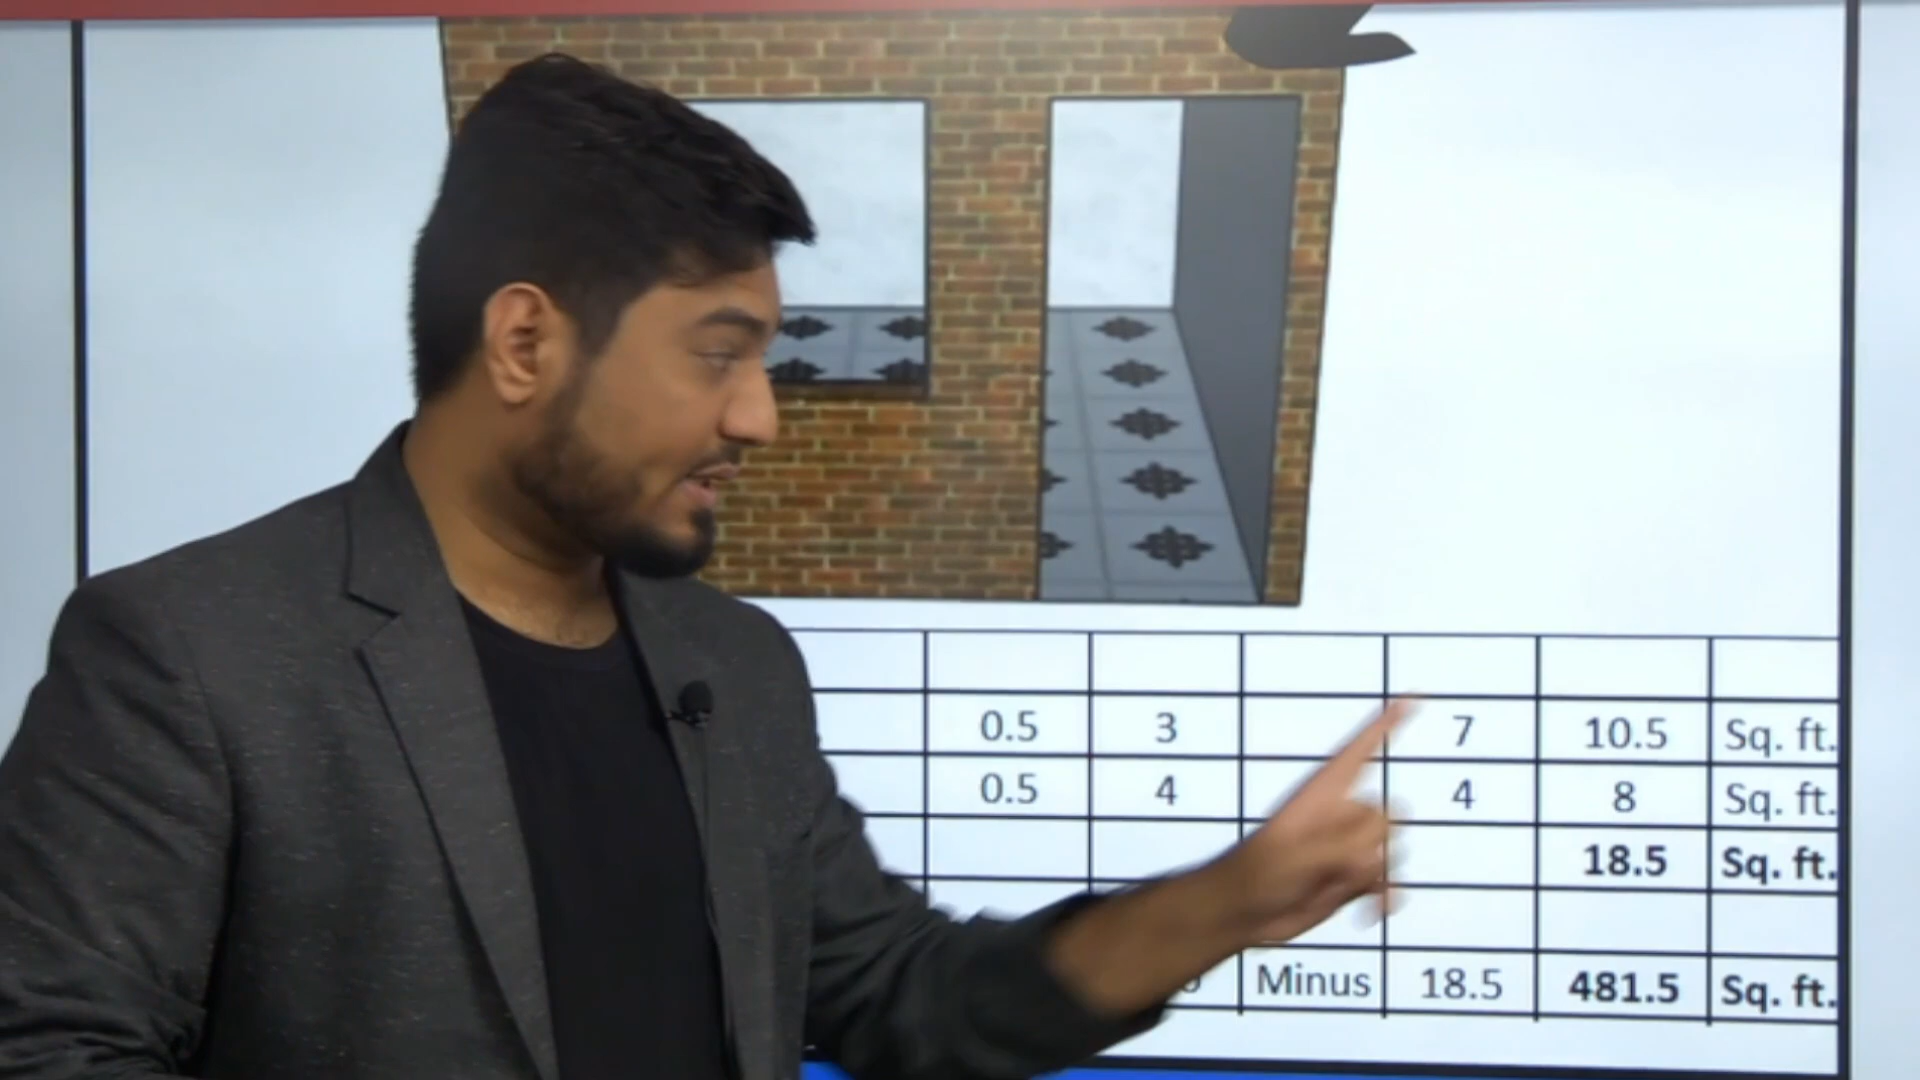 0.5 3 7 10.5 Sq. ft.
0.5 4 4 8 Sq. ft.
18.5 Sq. ft.
Minus 18.5 481.5 Sq. ft.